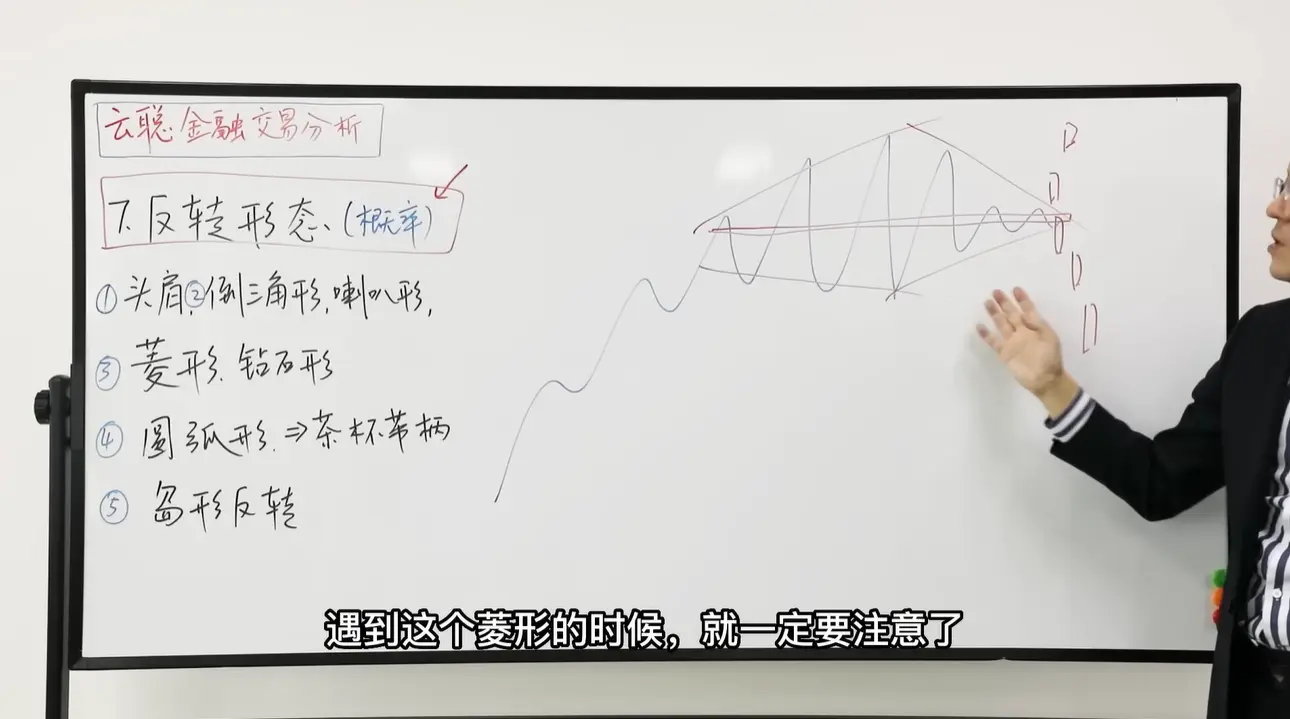 云聪金融交易分析
7.反转形态、(概率)
①头肩②倒三角形.喇叭形,
③菱形.钻石形
④圆弧形.⇒茶杯带柄
⑤岛形反转
遇到这个菱形的时候，就一定要注意了